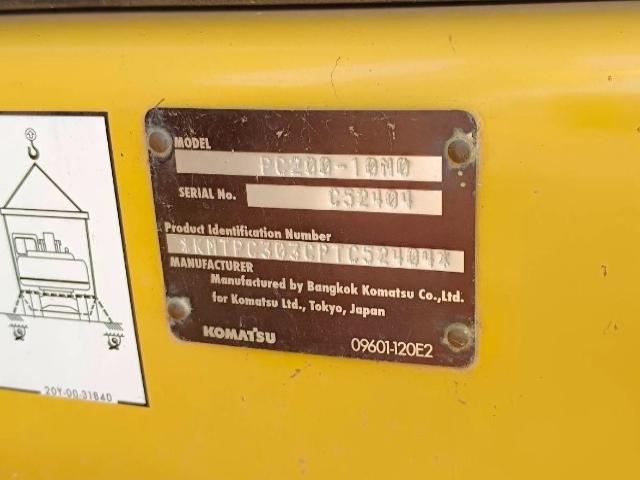 MODEL
PC200-10M0
SERIAL No.
C52404
Product Identification Number
*KMTPC303CPTC52404*
MANUFACTURER
Manufactured by Bangkok Komatsu Co.,Ltd.
for Komatsu Ltd., Tokyo, Japan
KOMATSU
09601-120E2
20Y-00-31840